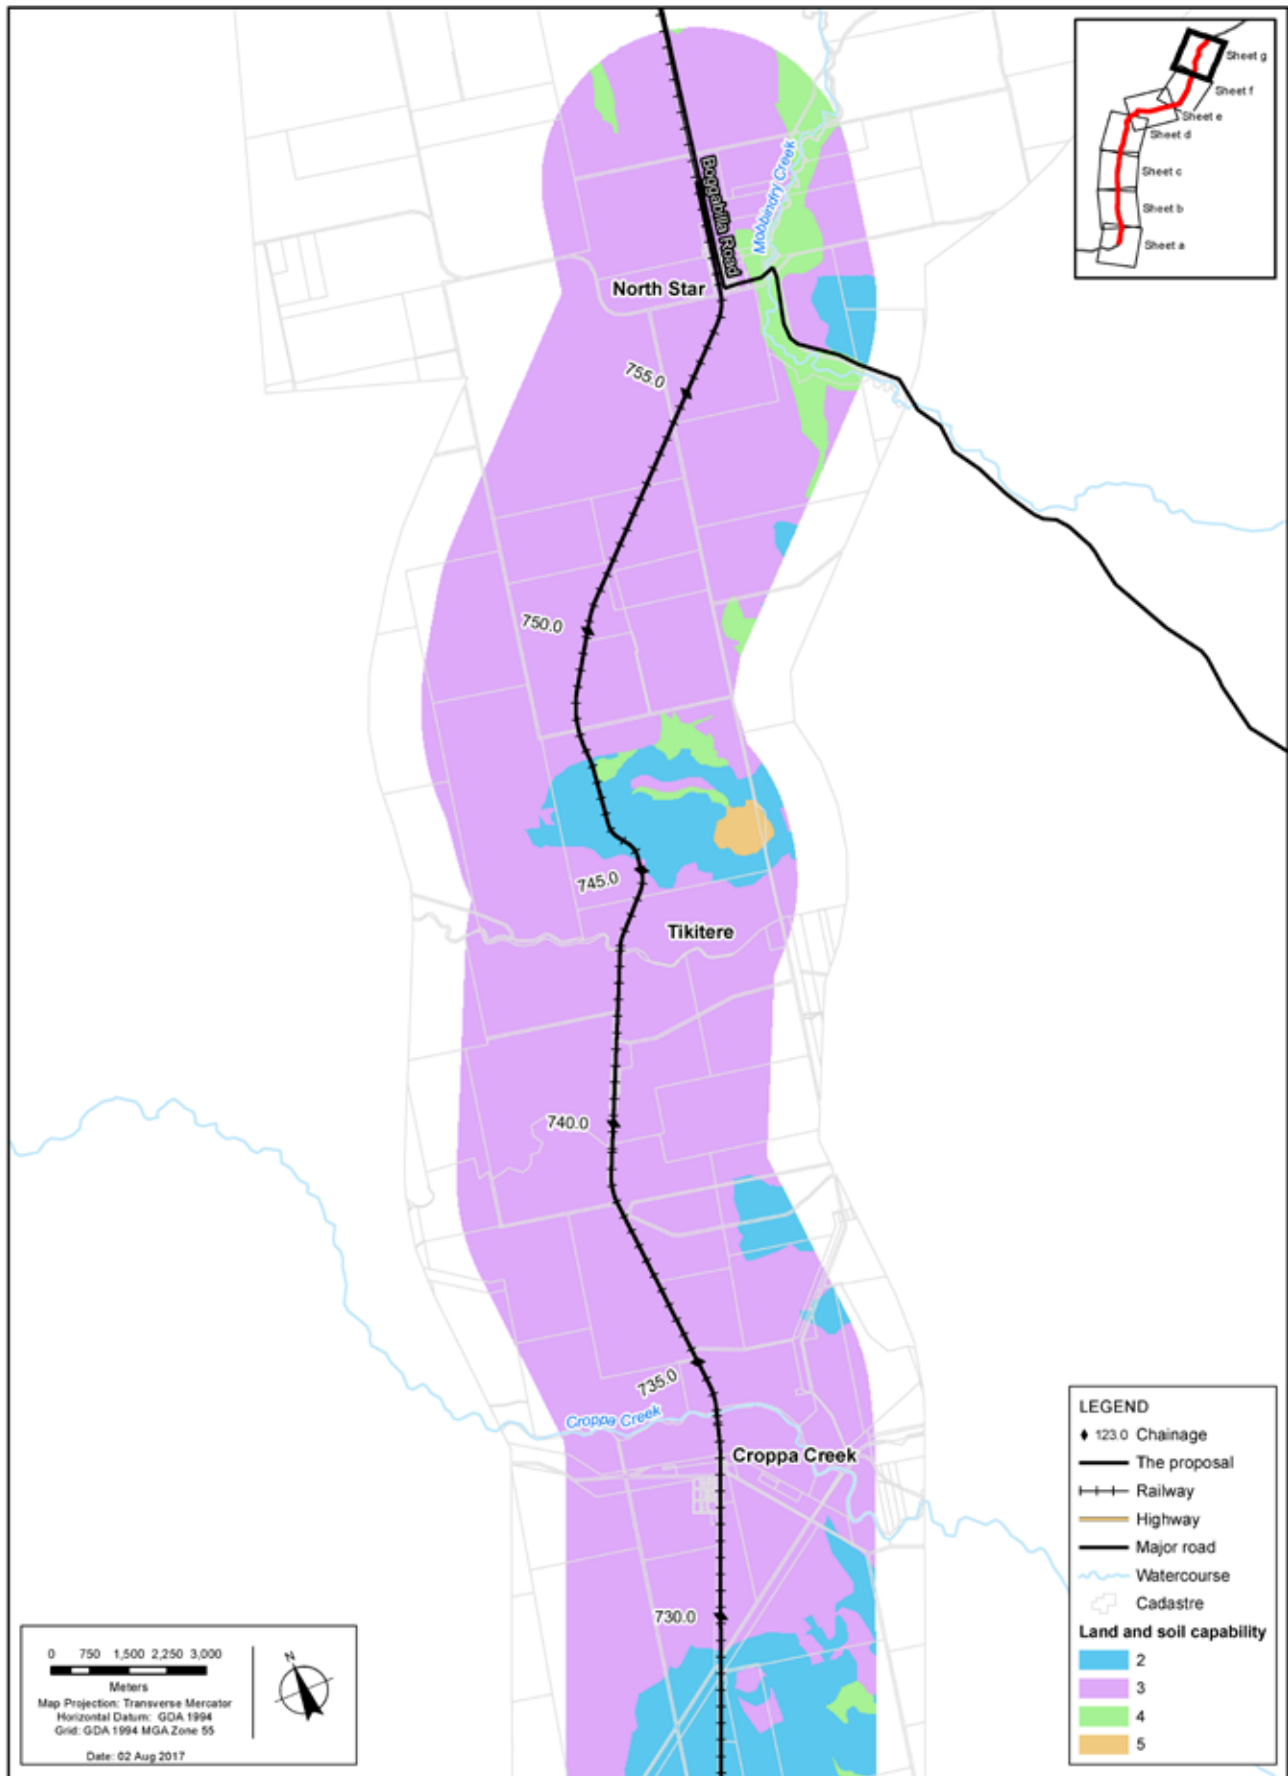 Sheet g
Sheet f
Sheet e
Sheet d
Sheet c
Sheet b
Sheet a
Boggabilla Road
Mobbindry Creek
North Star
755.0
750.0
745.0
Tikitere
740.0
735.0
Croppa Creek
Croppa Creek
730.0
LEGEND
123.0 Chainage
The proposal
Railway
Highway
Major road
Watercourse
Cadastre
Land and soil capability
2
3
4
5
0 750 1,500 2,250 3,000
Meters
Map Projection: Transverse Mercator
Horizontal Datum: GDA 1994
Grid: GDA 1994 MGA Zone 55
Date: 02 Aug 2017
N